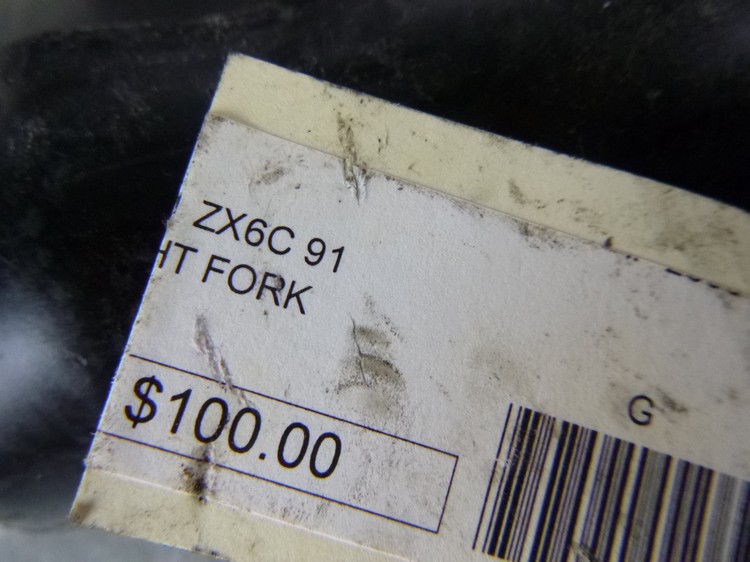 ZX6C 91
HT FORK
$100.00
G